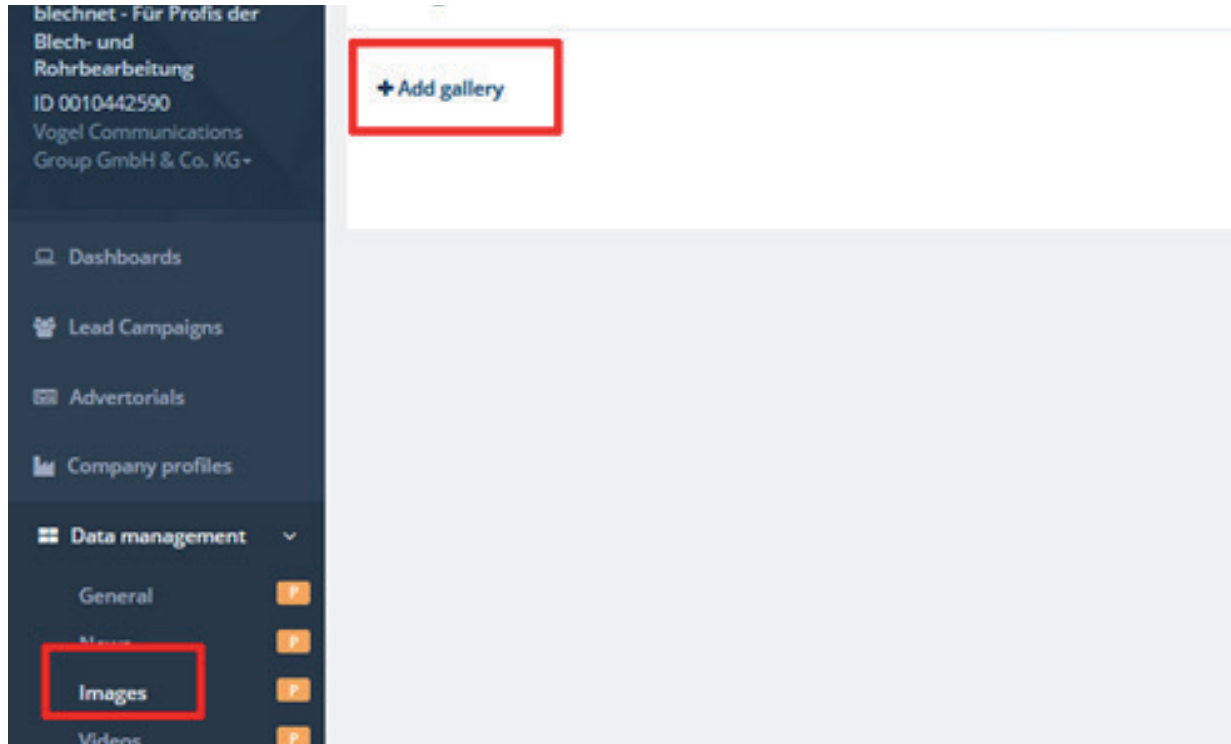 blechnet - Für Profis der
Blech- und
Rohrbearbeitung
ID 0010442590
Vogel Communications
Group GmbH & Co. KG
Dashboards
Lead Campaigns
Advertorials
Company profiles
Data management
General P
News P
Images P
Videos P
+ Add gallery